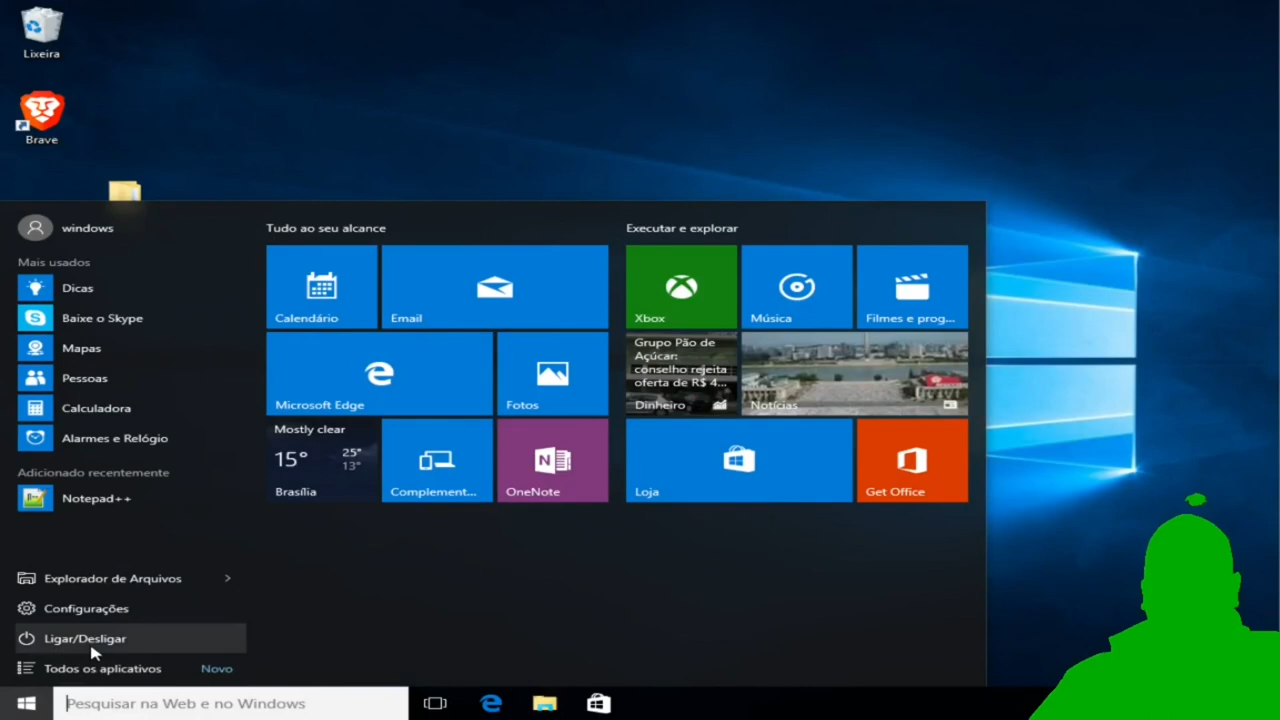 Lixeira
Brave
windows
Mais usados
Dicas
Baixe o Skype
Mapas
Pessoas
Calculadora
Alarmes e Relógio
Adicionado recentemente
Notepad++
Explorador de Arquivos
Configurações
Ligar/Desligar
Todos os aplicativos Novo
Tudo ao seu alcance
Calendário
Email
Microsoft Edge
Fotos
Mostly clear
15° 25°
13°
Brasília
Complement...
OneNote
Executar e explorar
Xbox
Música
Filmes e prog...
Grupo Pão de
Açúcar:
conselho rejeita
oferta de R$ 4...
Dinheiro
Notícias
Loja
Get Office
Pesquisar na Web e no Windows